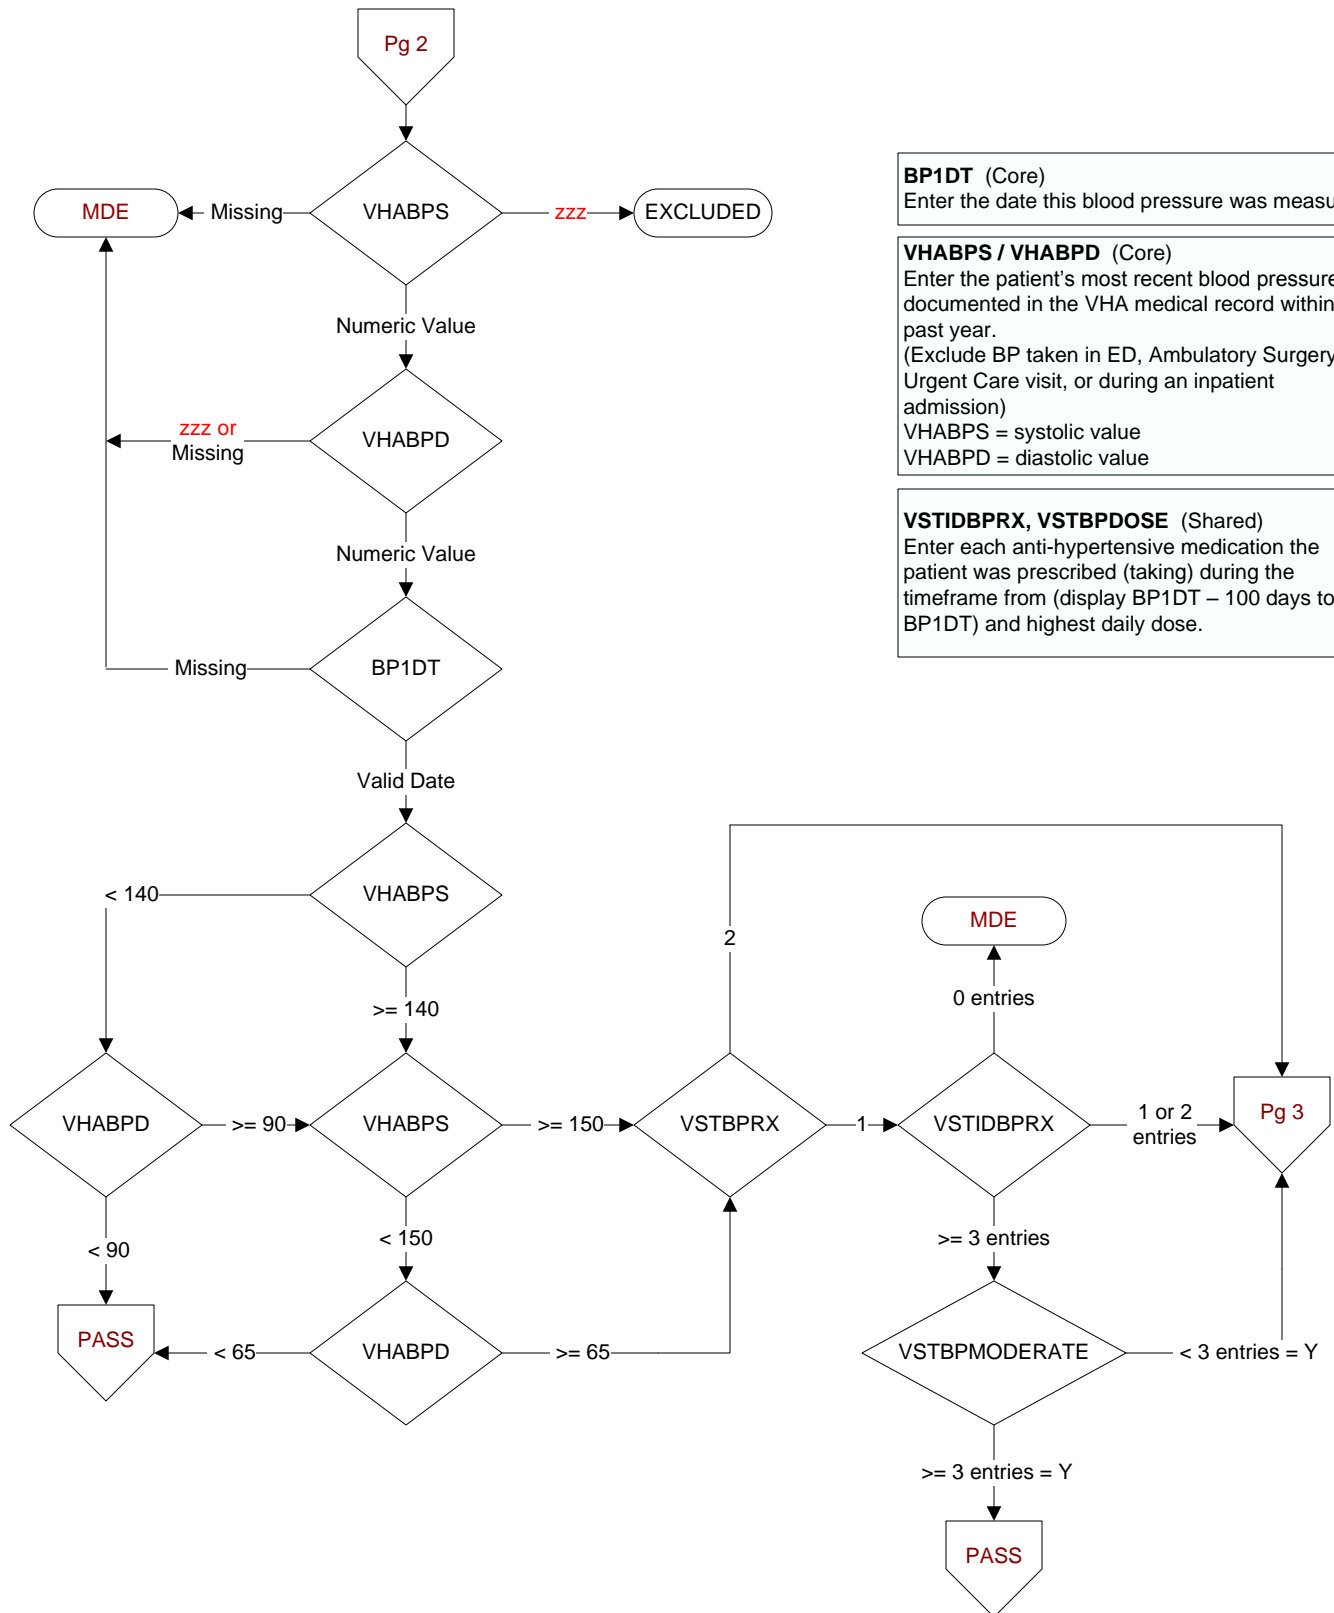 Pg 2
MDE
Missing
VHABPS
zzz
EXCLUDED
Numeric Value
zzz or
Missing
VHABPD
Numeric Value
Missing
BP1DT
Valid Date
< 140
VHABPS
>= 140
VHABPD
>= 90
VHABPS
>= 150
VSTBPRX
2
1
VSTIDBPRX
0 entries
MDE
1 or 2
entries
Pg 3
< 90
< 150
>= 3 entries
PASS
< 65
VHABPD
>= 65
VSTBPMODERATE
< 3 entries = Y
>= 3 entries = Y
PASS
BP1DT (Core)
Enter the date this blood pressure was
VHABPS / VHABPD (Core)
Enter the patient's most recent blood pressure
documented in the VHA medical record within
past year.
(Exclude BP taken in ED, Ambulatory Surgery
Urgent Care visit, or during an inpatient
admission)
VHABPS = systolic value
VHABPD = diastolic value
VSTIDBPRX, VSTBPDOSE (Shared)
Enter each anti-hypertensive medication the
patient was prescribed (taking) during the
timeframe from (display BP1DT – 100 days to
BP1DT) and highest daily dose.